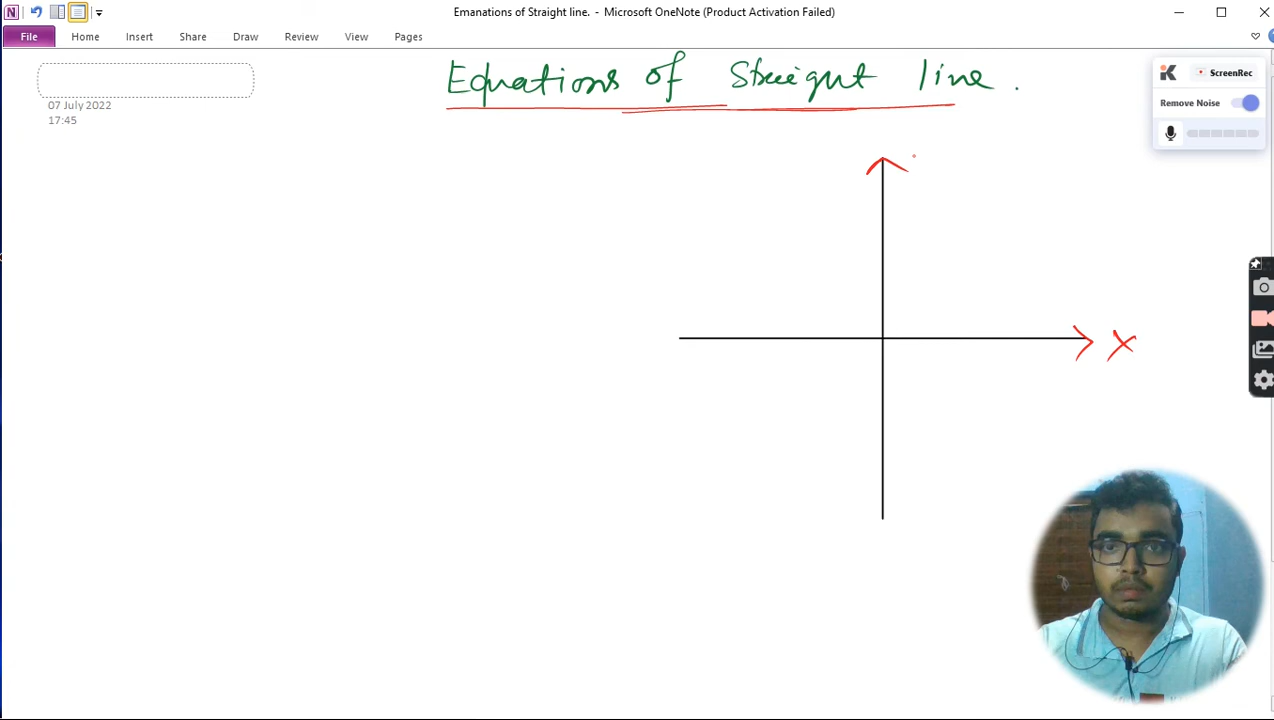 Emanations of Straight line. - Microsoft OneNote (Product Activation Failed)
File Home Insert Share Draw Review View Pages
Equations of Straight line.
ScreenRec
07 July 2022
17:45
Remove Noise
X